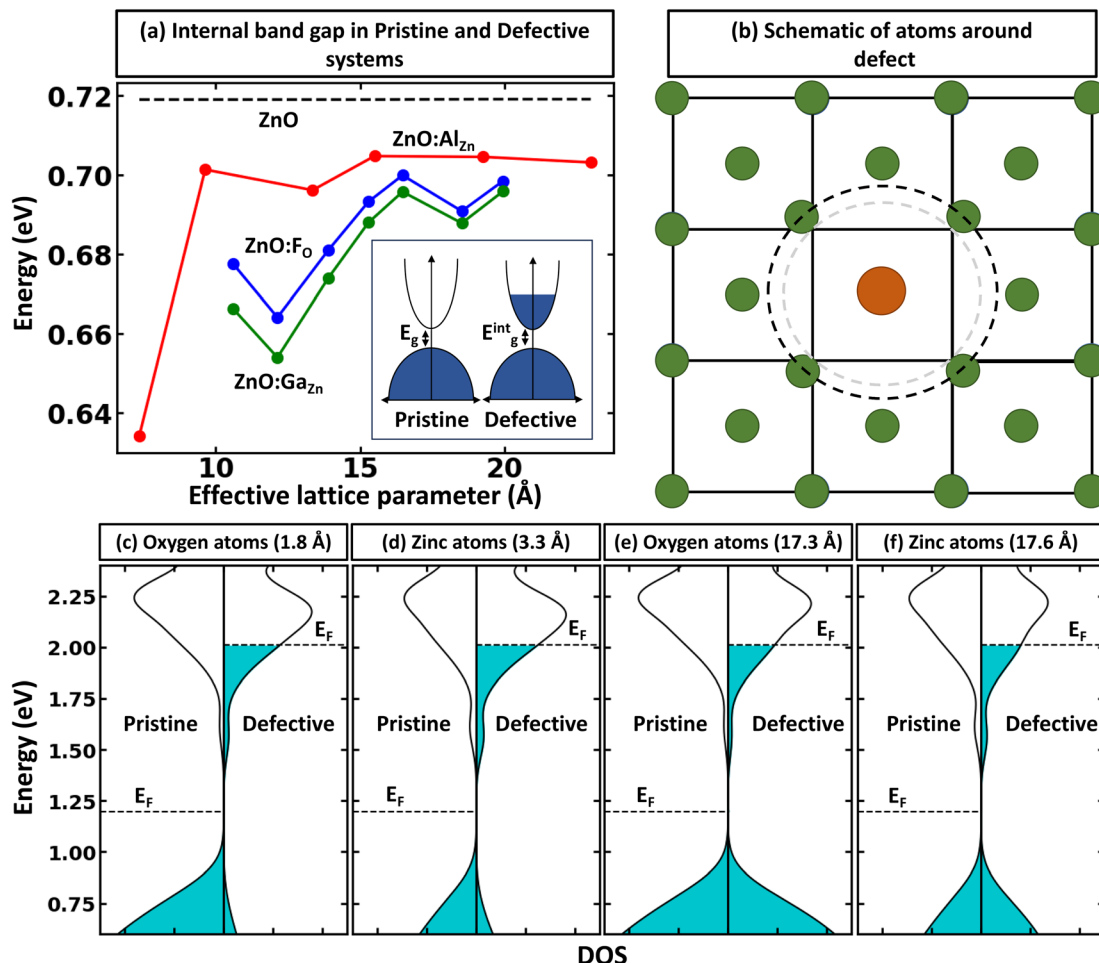 (a) Internal band gap in Pristine and Defective
systems
(b) Schematic of atoms around
defect
Energy (eV)
0.72
0.70
0.68
0.66
0.64
ZnO
ZnO:Al_Zn
ZnO:F_O
ZnO:Ga_Zn
E_g
E^int_g
Pristine
Defective
10
15
20
Effective lattice parameter (Å)
(c) Oxygen atoms (1.8 Å)
(d) Zinc atoms (3.3 Å)
(e) Oxygen atoms (17.3 Å)
(f) Zinc atoms (17.6 Å)
Energy (eV)
2.25
2.00
1.75
1.50
1.25
1.00
0.75
E_F
Pristine
Defective
E_F
E_F
Pristine
Defective
E_F
E_F
Pristine
Defective
E_F
E_F
Pristine
Defective
E_F
DOS